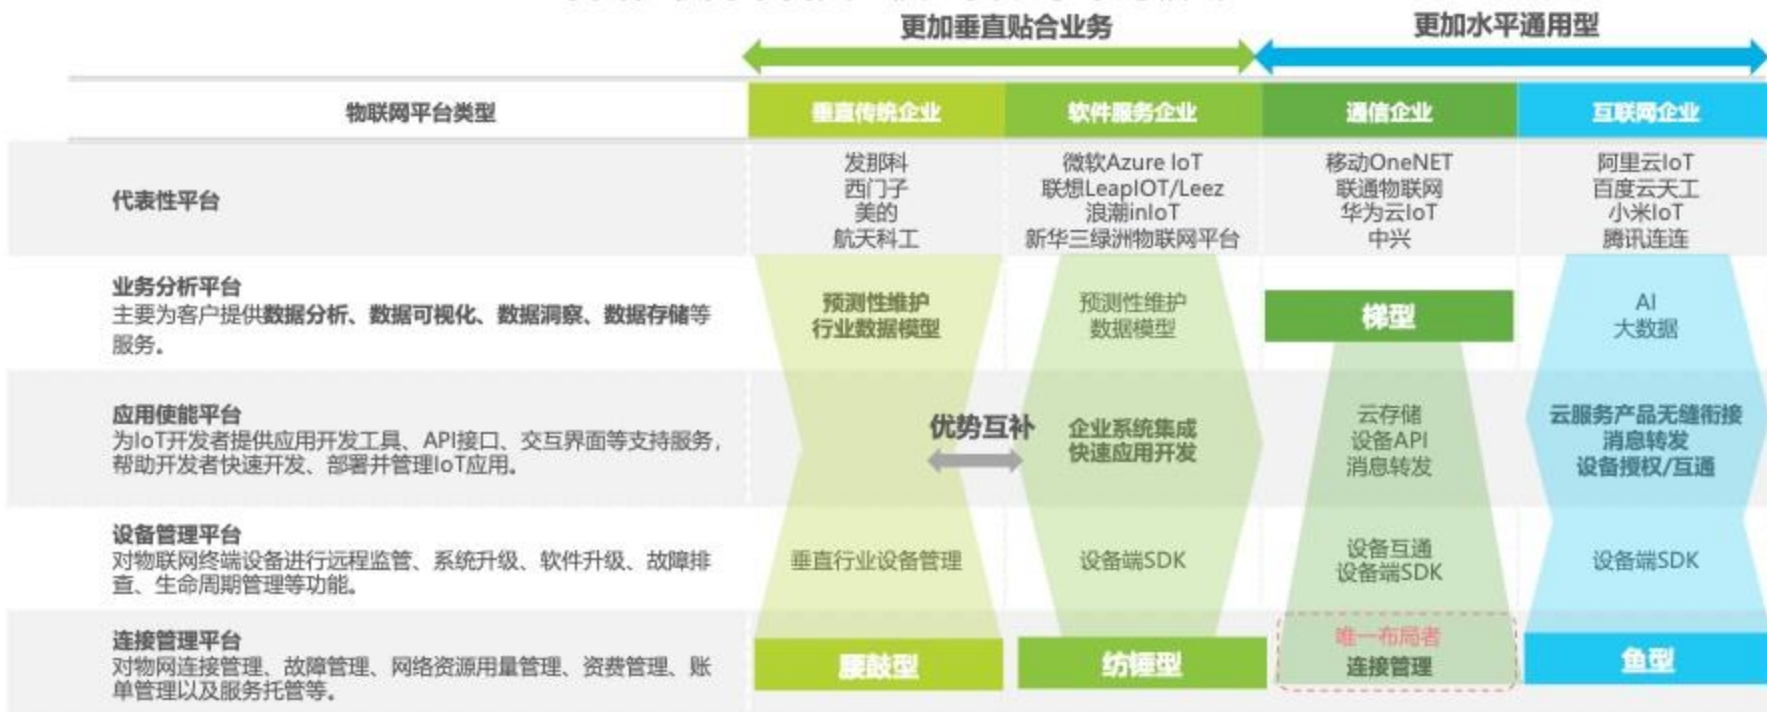 更加垂直贴合业务
更加水平通用型
物联网平台类型
垂直传统企业
软件服务企业
通信企业
互联网企业
代表性平台
发那科
西门子
美的
航天科工
微软Azure IoT
联想LeapIOT/Leez
浪潮inIoT
新华三绿洲物联网平台
移动OneNET
联通物联网
华为云IoT
中兴
阿里云IoT
百度云天工
小米IoT
腾讯连连
业务分析平台
主要为客户提供数据分析、数据可视化、数据洞察、数据存储等
服务。
预测性维护
行业数据模型
预测性维护
数据模型
梯型
AI
大数据
应用使能平台
为IoT开发者提供应用开发工具、API接口、交互界面等支持服务，
帮助开发者快速开发、部署并管理IoT应用。
优势互补
企业系统集成
快速应用开发
云存储
设备API
消息转发
云服务产品无缝衔接
消息转发
设备授权/互通
设备管理平台
对物联网终端设备进行远程监管、系统升级、软件升级、故障排
查、生命周期管理等功能。
垂直行业设备管理
设备端SDK
设备互通
设备端SDK
设备端SDK
连接管理平台
对物网连接管理、故障管理、网络资源用量管理、资费管理、账
单管理以及服务托管等。
腰鼓型
纺锤型
唯一布局者
连接管理
鱼型